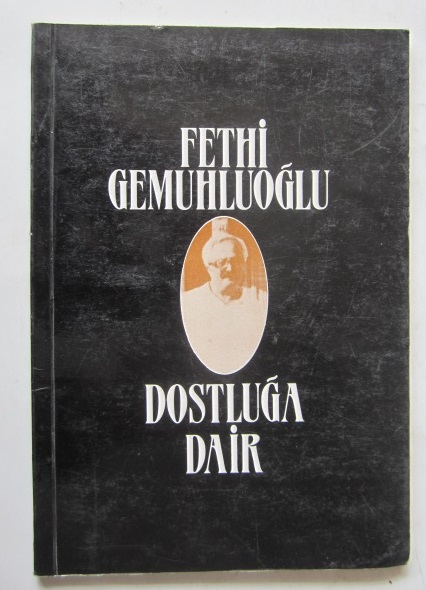 FETHİ
GEMUHLUOĞLU
DOSTLUĞA
DAİR